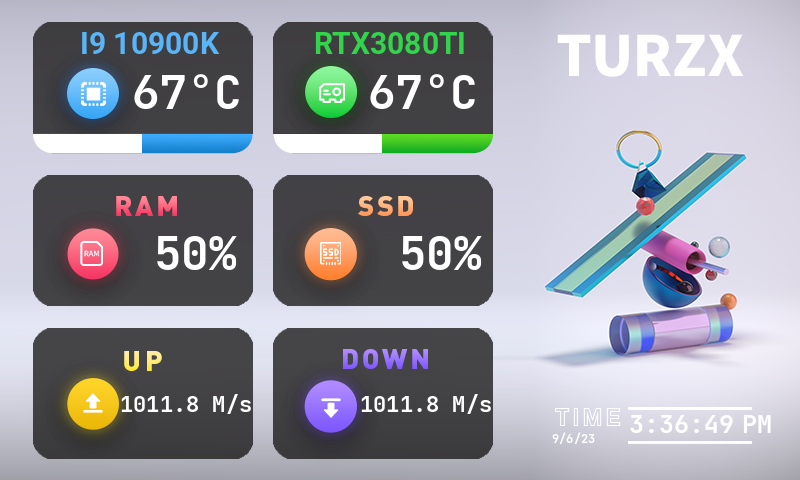 I9 10900K
67°C
RTX3080TI
67°C
TURZX
RAM
RAM
50%
SSD
SSD
50%
UP
1011.8 M/s
DOWN
1011.8 M/s
TIME
3:36:49 PM
9/6/23